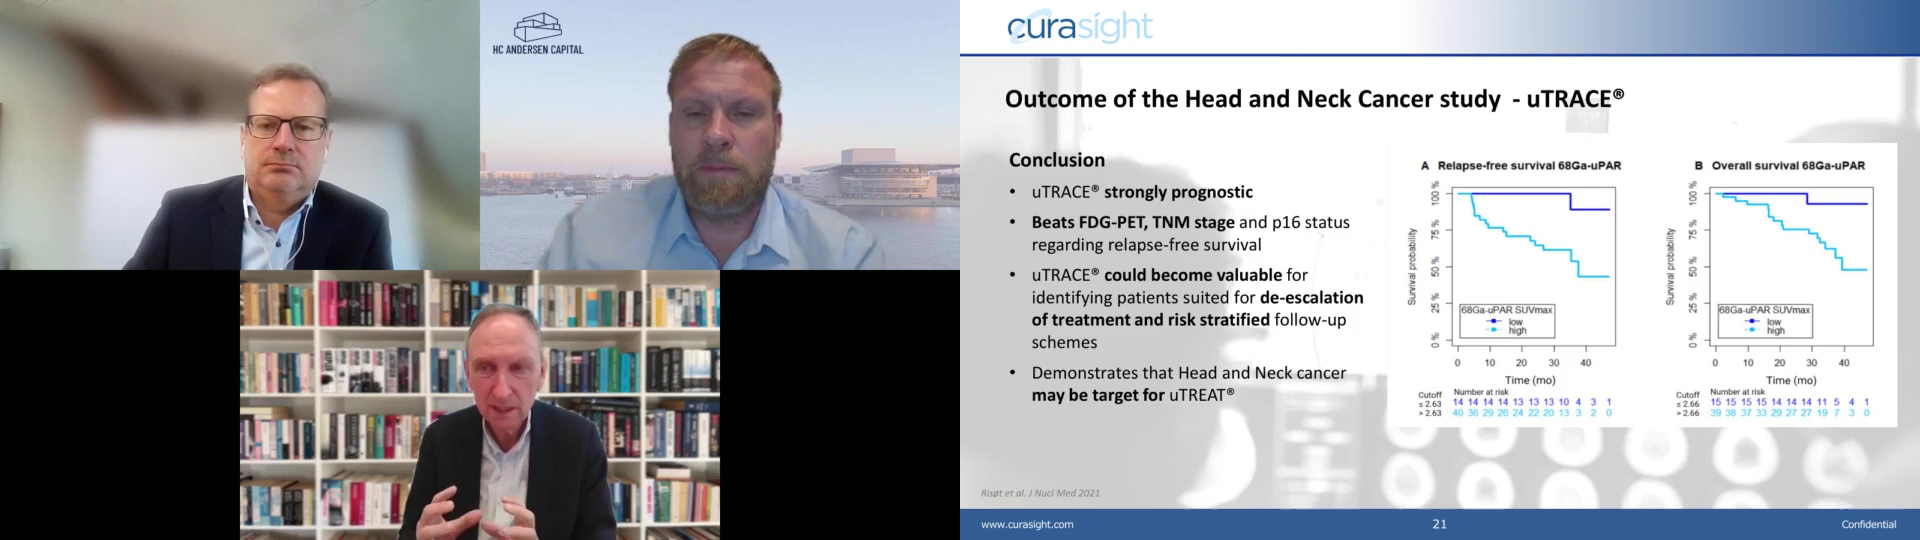 HC ANDERSEN CAPITAL
curasight
Outcome of the Head and Neck Cancer study - uTRACE®
Conclusion
• uTRACE® strongly prognostic
• Beats FDG-PET, TNM stage and p16 status
regarding relapse-free survival
• uTRACE® could become valuable for
identifying patients suited for de-escalation
of treatment and risk stratified follow-up
schemes
• Demonstrates that Head and Neck cancer
may be target for uTREAT®
A Relapse-free survival 68Ga-uPAR
Survival probability
100 %
75 %
50 %
25 %
0 %
68Ga-uPAR SUVmax
low
high
0 10 20 30 40
Time (mo)
Cutoff Number at risk
≤ 2.63 14 14 14 14 13 13 13 10 4 3 1
> 2.63 40 36 29 26 24 22 20 13 3 2 0
B Overall survival 68Ga-uPAR
Survival probability
100 %
75 %
50 %
25 %
0 %
68Ga-uPAR SUVmax
low
high
0 10 20 30 40
Time (mo)
Cutoff Number at risk
≤ 2.66 15 15 15 15 14 14 14 11 5 4 1
> 2.66 39 38 37 33 29 27 27 19 7 3 0
Risøt et al. J Nucl Med 2021
www.curasight.com
21
Confidential